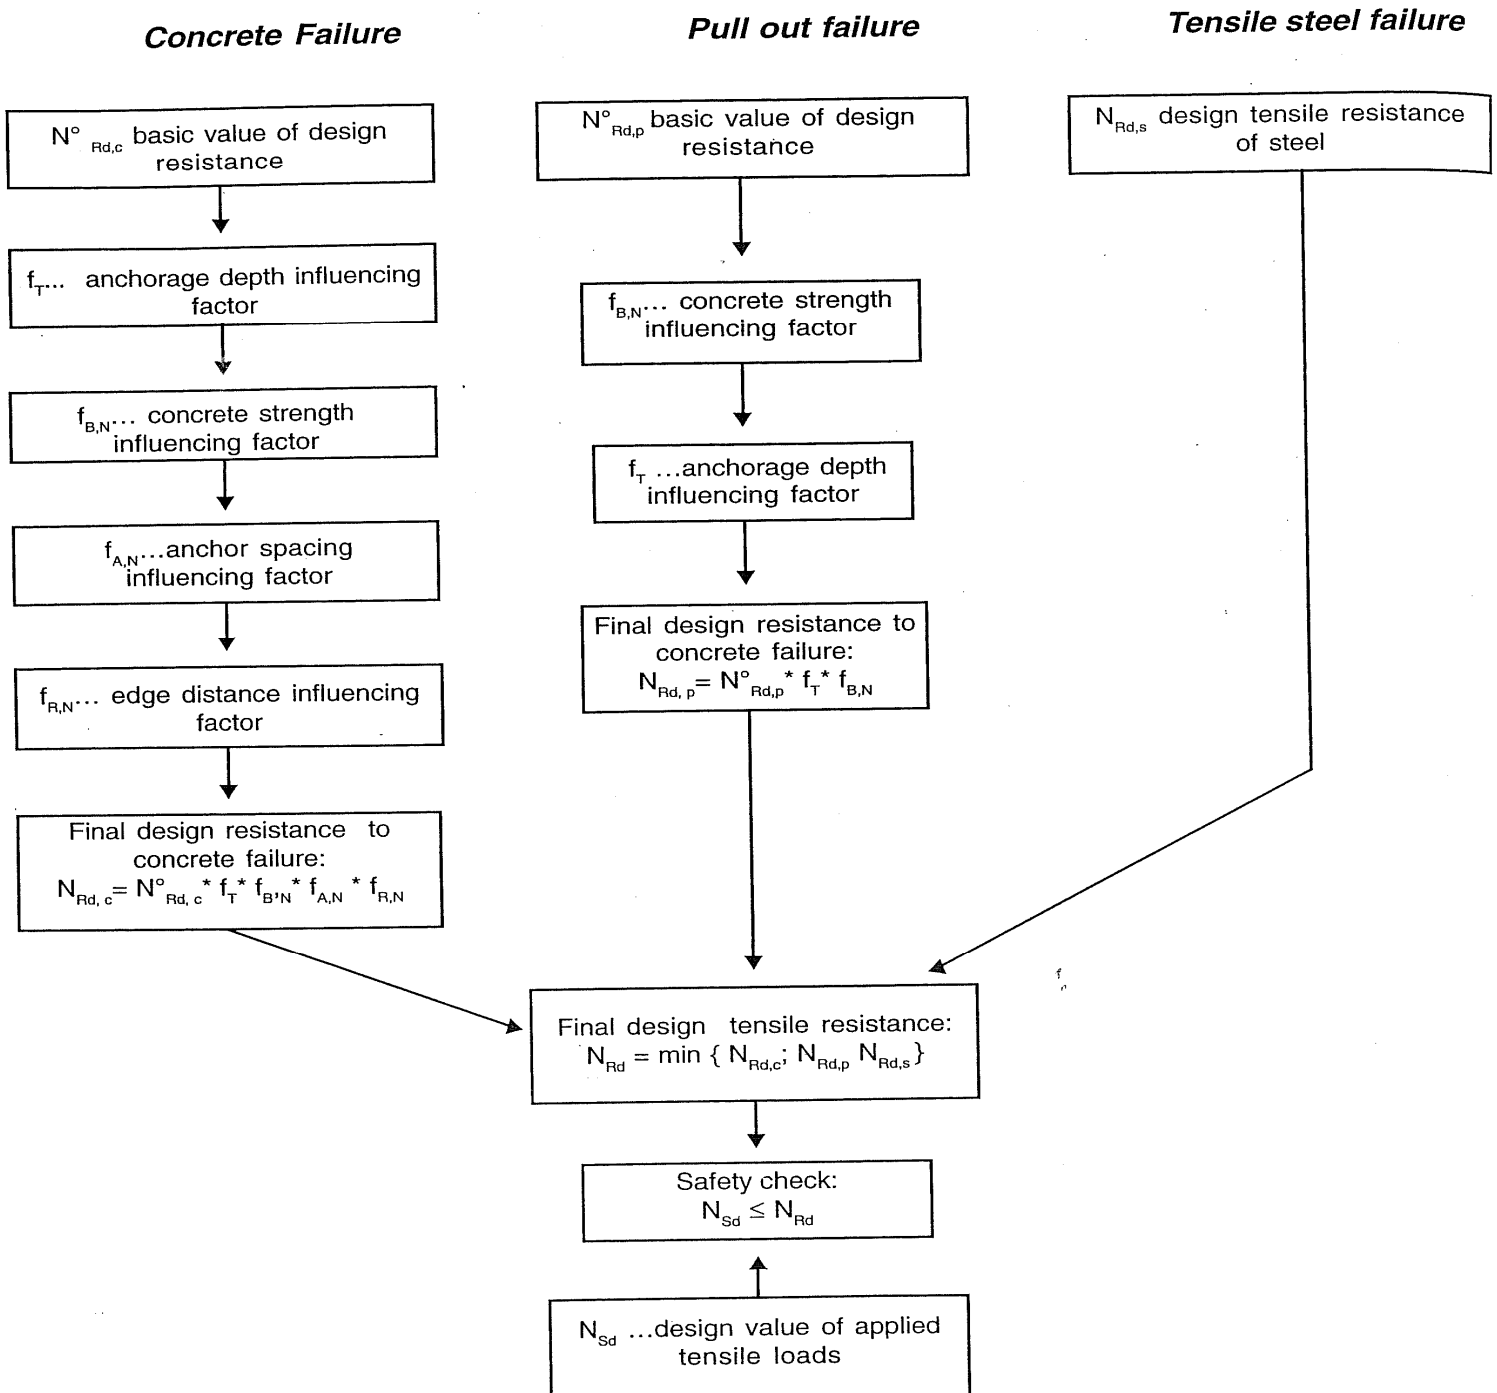 Concrete Failure
N° Rd,c basic value of design
resistance
fT... anchorage depth influencing
factor
fB,N... concrete strength
influencing factor
fA,N...anchor spacing
influencing factor
fR,N... edge distance influencing
factor
Final design resistance to
concrete failure:
NRd, c= N°Rd, c* fT* fB,N* fA,N * fR,N
Pull out failure
N°Rd,p basic value of design
resistance
fB,N... concrete strength
influencing factor
fT ...anchorage depth
influencing factor
Final design resistance to
concrete failure:
NRd, p= N°Rd,p* fT* fB,N
Tensile steel failure
NRd,s design tensile resistance
of steel
Final design tensile resistance:
NRd = min { NRd,c; NRd,p NRd,s}
Safety check:
NSd ≤ NRd
NSd ...design value of applied
tensile loads